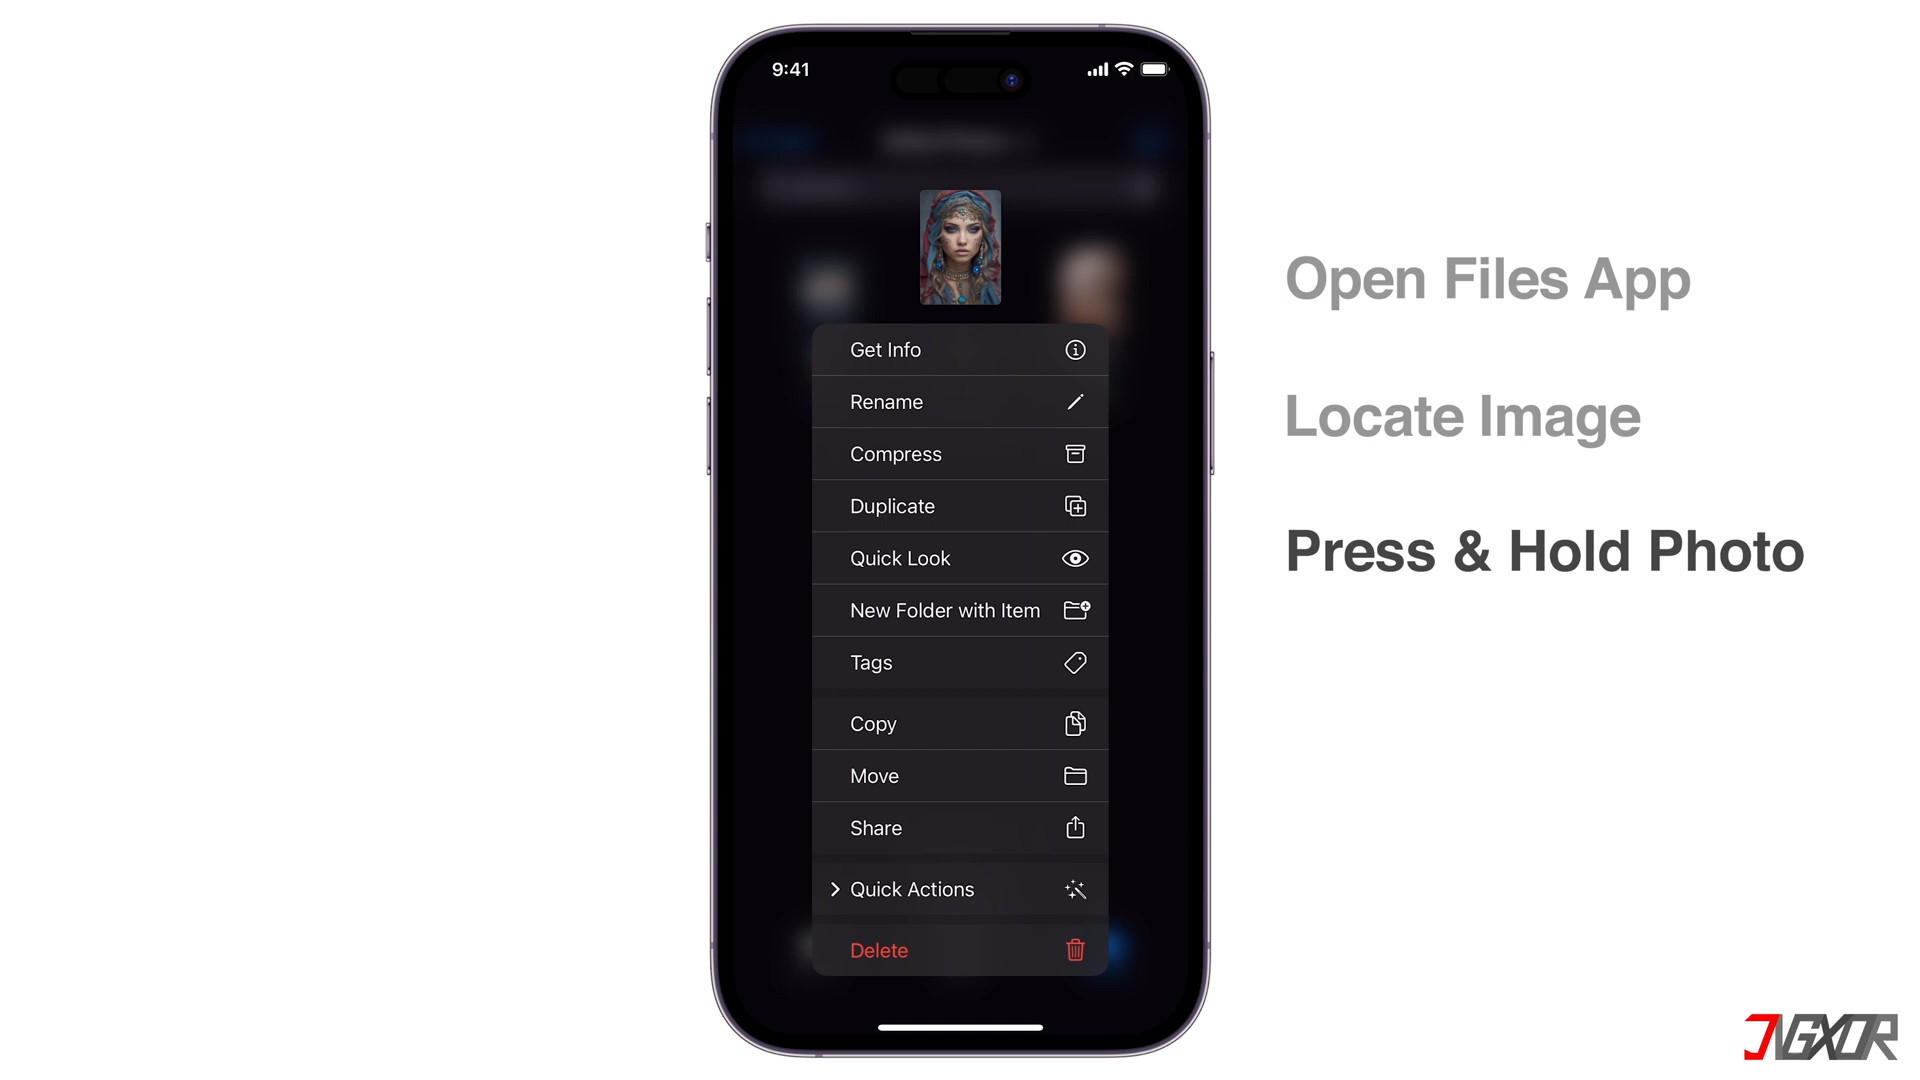 9:41
Get Info
Rename
Compress
Duplicate
Quick Look
New Folder with Item
Tags
Copy
Move
Share
Quick Actions
Delete
Open Files App
Locate Image
Press & Hold Photo